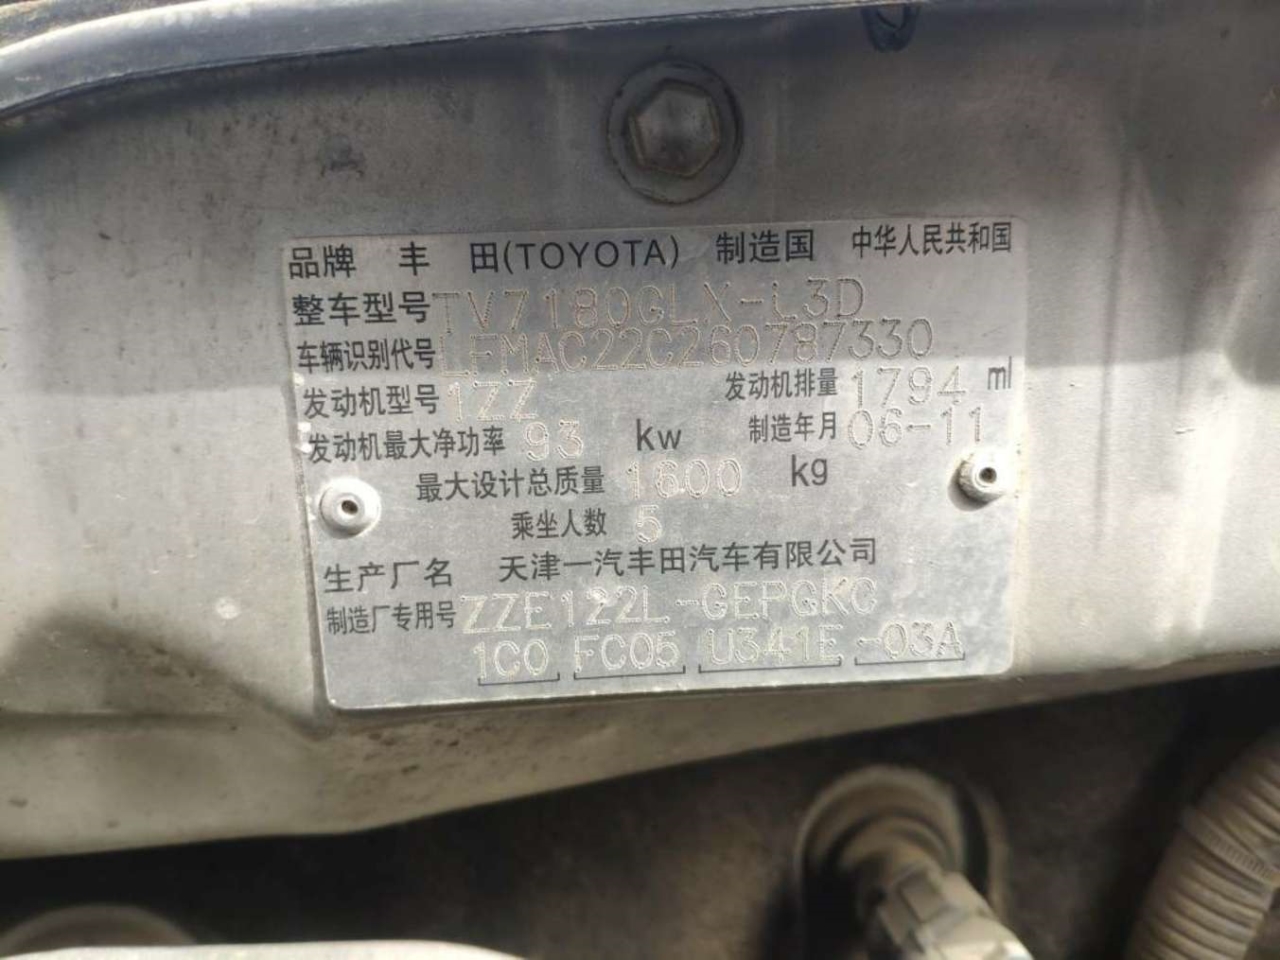 品牌 丰 田(TOYOTA) 制造国 中华人民共和国
整车型号 TV7180GLX-L3D
车辆识别代号 LFMAC22C260787330
发动机型号 1ZZ 发动机排量 1794 ml
发动机最大净功率 93 kw 制造年月 06-11
最大设计总质量 1600 kg
乘坐人数 5
生产厂名 天津一汽丰田汽车有限公司
制造厂专用号 ZZE122L-GEPGKC
1C0 FC05 U341E -03A